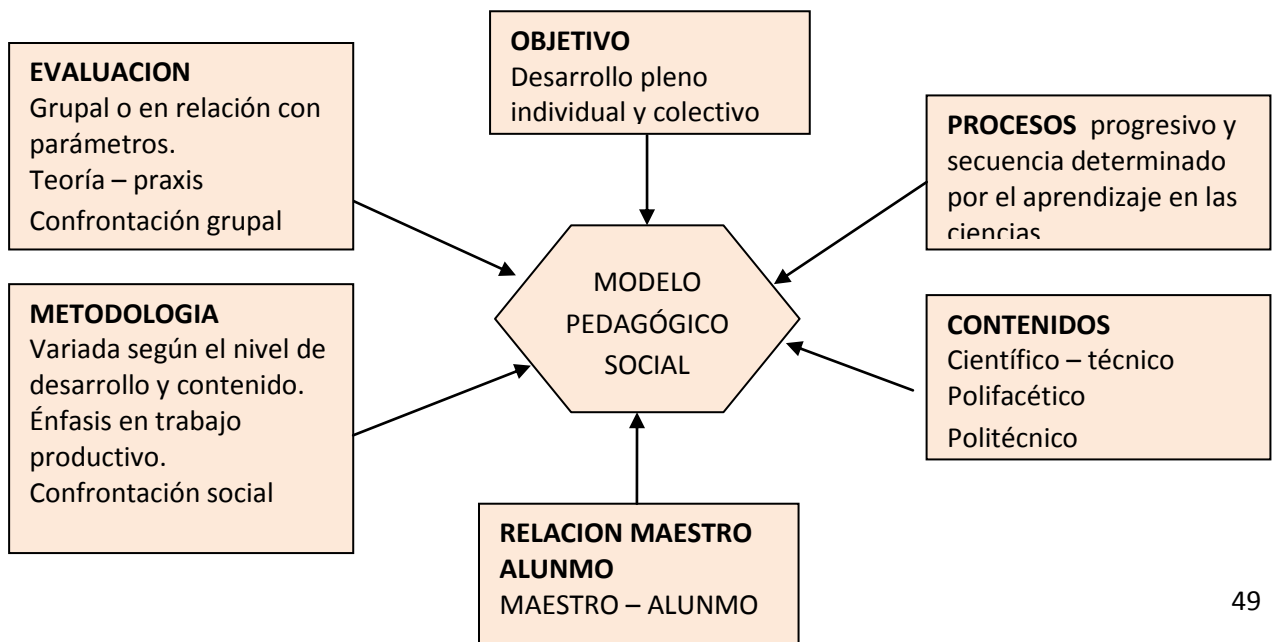 EVALUACION
Grupal o en relación con
parámetros.
Teoría – praxis
Confrontación grupal
OBJETIVO
Desarrollo pleno
individual y colectivo
PROCESOS progresivo y
secuencia determinado
por el aprendizaje en las
ciencias
METODOLOGIA
Variada según el nivel de
desarrollo y contenido.
Énfasis en trabajo
productivo.
Confrontación social
MODELO
PEDAGÓGICO
SOCIAL
CONTENIDOS
Científico – técnico
Polifacético
Politécnico
RELACION MAESTRO
ALUNMO
MAESTRO – ALUNMO
49